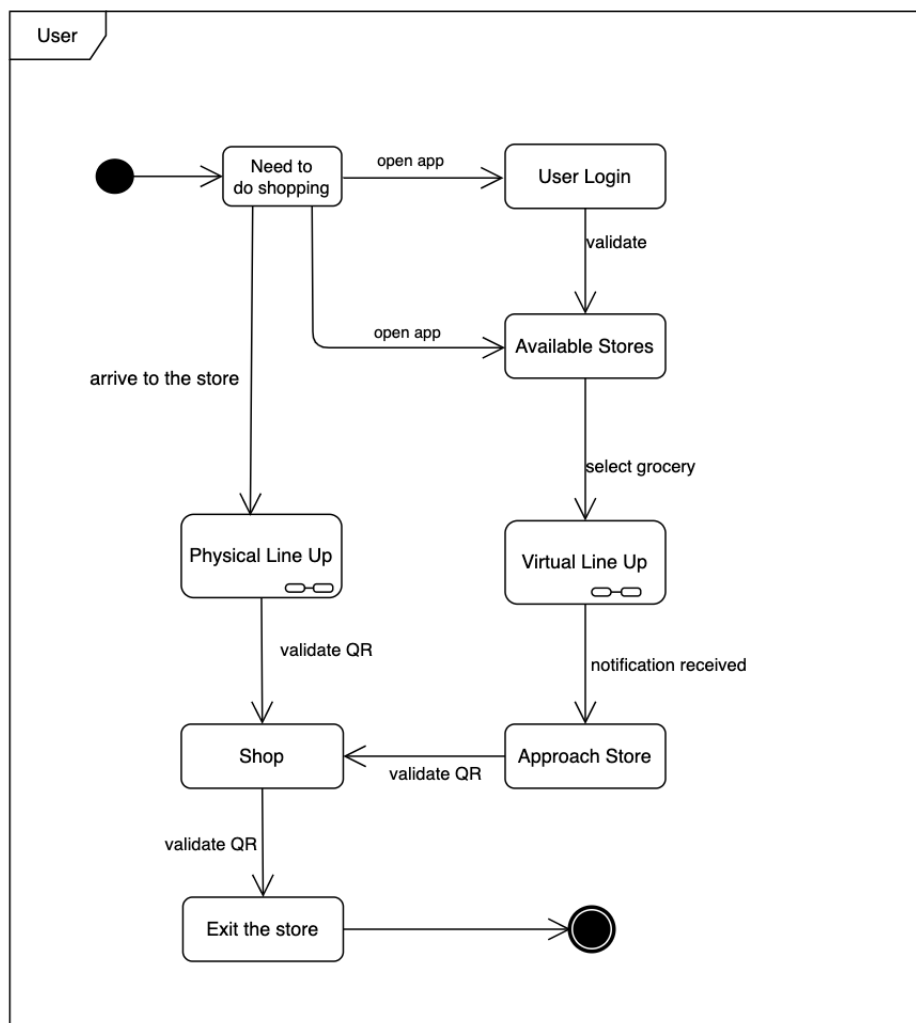 User
Need to
do shopping
open app
User Login
validate
open app
Available Stores
arrive to the store
select grocery
Physical Line Up
Virtual Line Up
validate QR
notification received
Shop
validate QR
Approach Store
validate QR
Exit the store